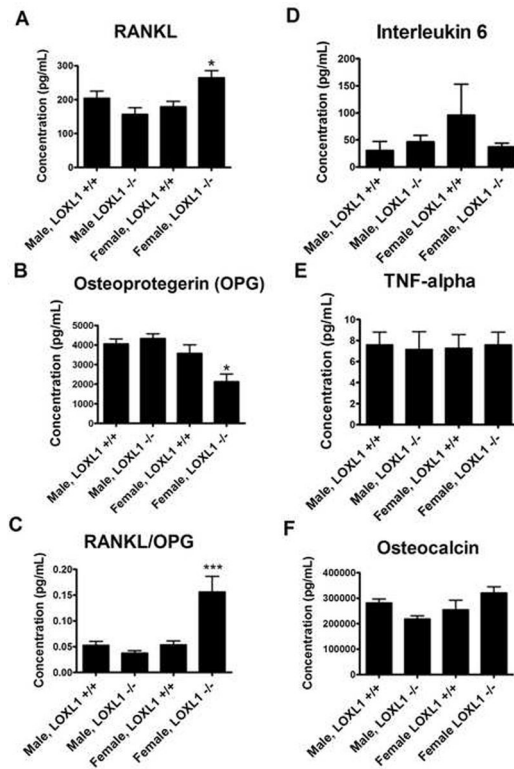 A
RANKL
Concentration (pg/mL)
300
200
100
0
*
Male, LOXL1 +/+
Male LOXL1 -/-
Female, LOXL1 +/+
Female, LOXL1 -/-
B
Osteoprotegerin (OPG)
Concentration (pg/mL)
5000
4000
3000
2000
1000
0
*
Male, LOXL1 +/+
Male, LOXL1 -/-
Female, LOXL1 +/+
Female, LOXL1 -/-
C
RANKL/OPG
Concentration (pg/mL)
0.20
0.15
0.10
0.05
0.00
***
Male, LOXL1 +/+
Male, LOXL1 -/-
Female, LOXL1 +/+
Female, LOXL1 -/-
D
Interleukin 6
Concentration (pg/mL)
200
150
100
50
0
Male, LOXL1 +/+
Male, LOXL1 -/-
Female LOXL1 +/+
Female, LOXL1 -/-
E
TNF-alpha
Concentration (pg/mL)
10
8
6
4
2
0
Male, LOXL1 +/+
Male, LOXL1 -/-
Female, LOXL1 +/+
Female, LOXL1 -/-
F
Osteocalcin
Concentration (pg/mL)
400000
300000
200000
100000
0
Male, LOXL1 +/+
Male, LOXL1 -/-
Female LOXL1 +/+
Female LOXL1 -/-